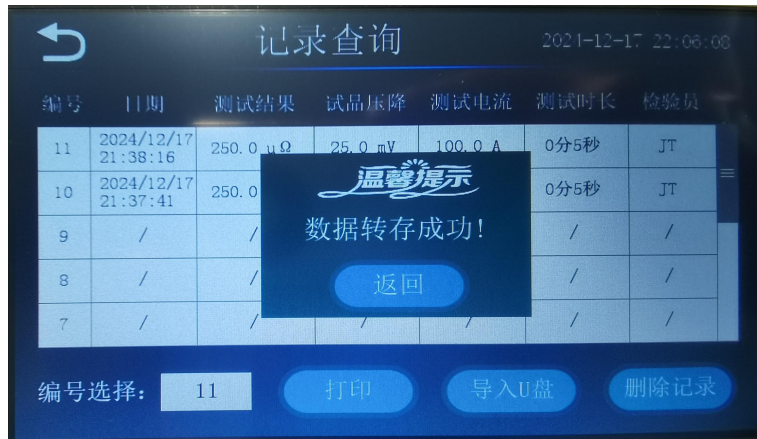 记录查询
2024-12-17 22:06:08
编号 日期 测试结果 试品压降 测试电流 测试时长 检验员
11 2024/12/17 21:38:16 250.0 uΩ 25.0 mV 100.0 A 0分5秒 JT
10 2024/12/17 21:37:41 250.0 0分5秒 JT
温馨提示
数据转存成功!
返回
9 / / / /
8 / / / /
7 / / / / / /
编号选择: 11 打印 导入U盘 删除记录